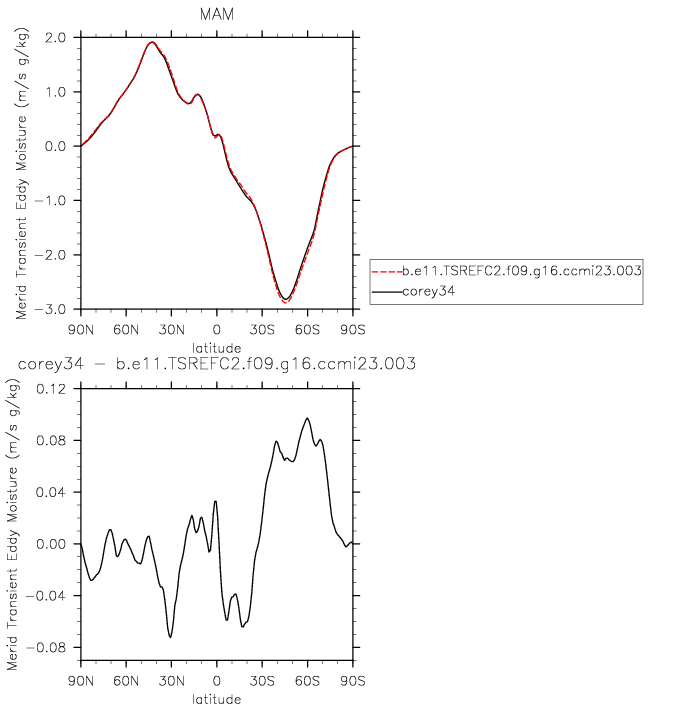 MAM
Merid Transient Eddy Moisture (m/s g/kg)
2.0
1.0
0.0
−1.0
−2.0
−3.0
90N 60N 30N 0 30S 60S 90S
latitude
b.e11.TSREFC2.f09.g16.ccmi23.003
corey34
corey34 − b.e11.TSREFC2.f09.g16.ccmi23.003
Merid Transient Eddy Moisture (m/s g/kg)
0.12
0.08
0.04
0.00
−0.04
−0.08
90N 60N 30N 0 30S 60S 90S
latitude